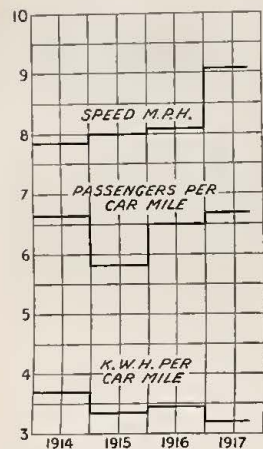 10
9
SPEED M.P.H.
8
7
PASSENGERS PER
CAR MILE
6
5
K.W.H. PER
CAR MILE
4
3
1914 1915 1916 1917